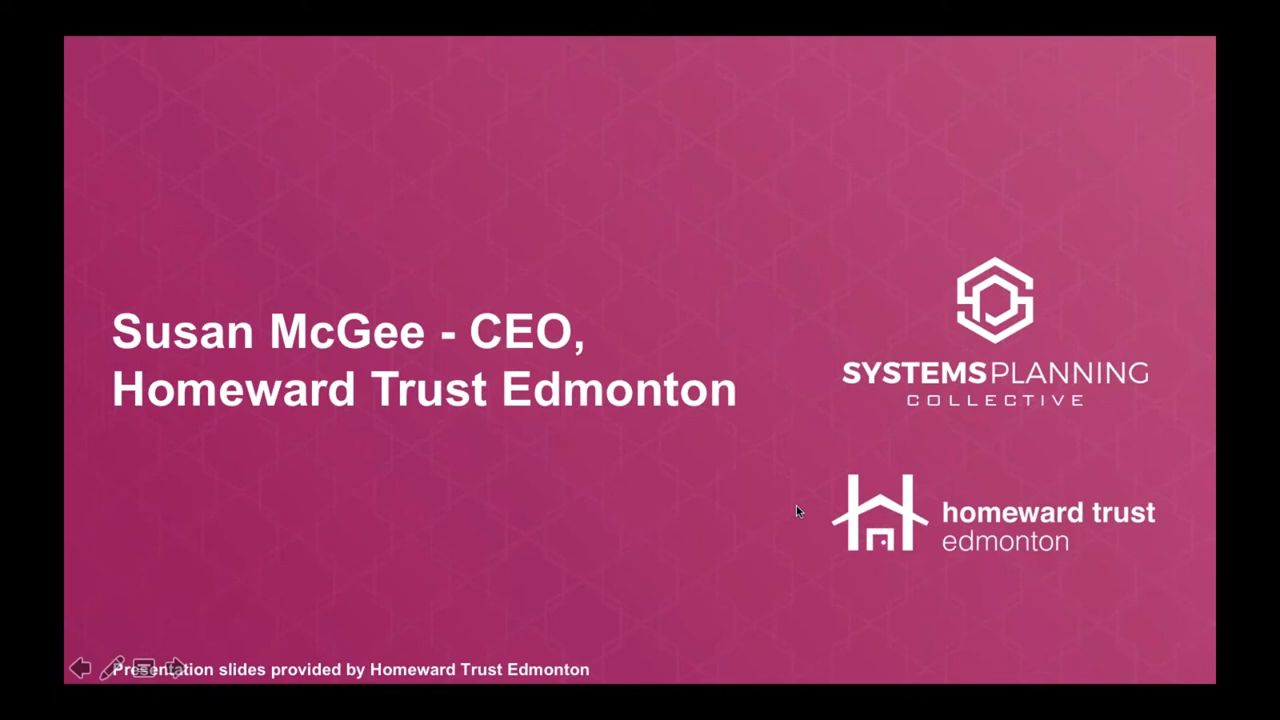 Susan McGee - CEO,
Homeward Trust Edmonton
SYSTEMSPLANNING
COLLECTIVE
homeward trust
edmonton
Presentation slides provided by Homeward Trust Edmonton